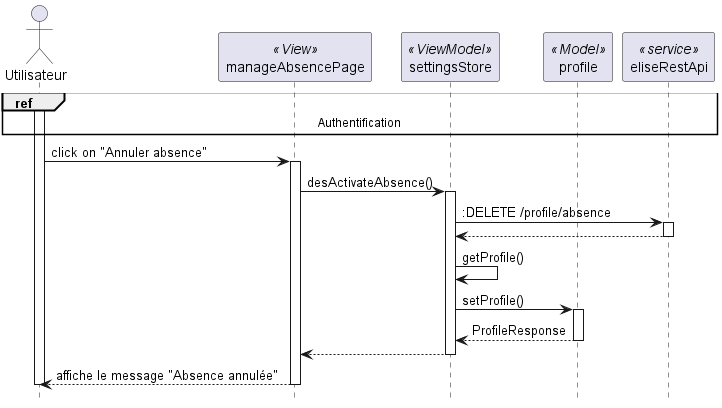 Utilisateur
«View»
manageAbsencePage
«ViewModel»
settingsStore
«Model»
profile
«service»
eliseRestApi
ref
Authentification
click on "Annuler absence"
desActivateAbsence()
:DELETE /profile/absence
getProfile()
setProfile()
ProfileResponse
affiche le message "Absence annulée"